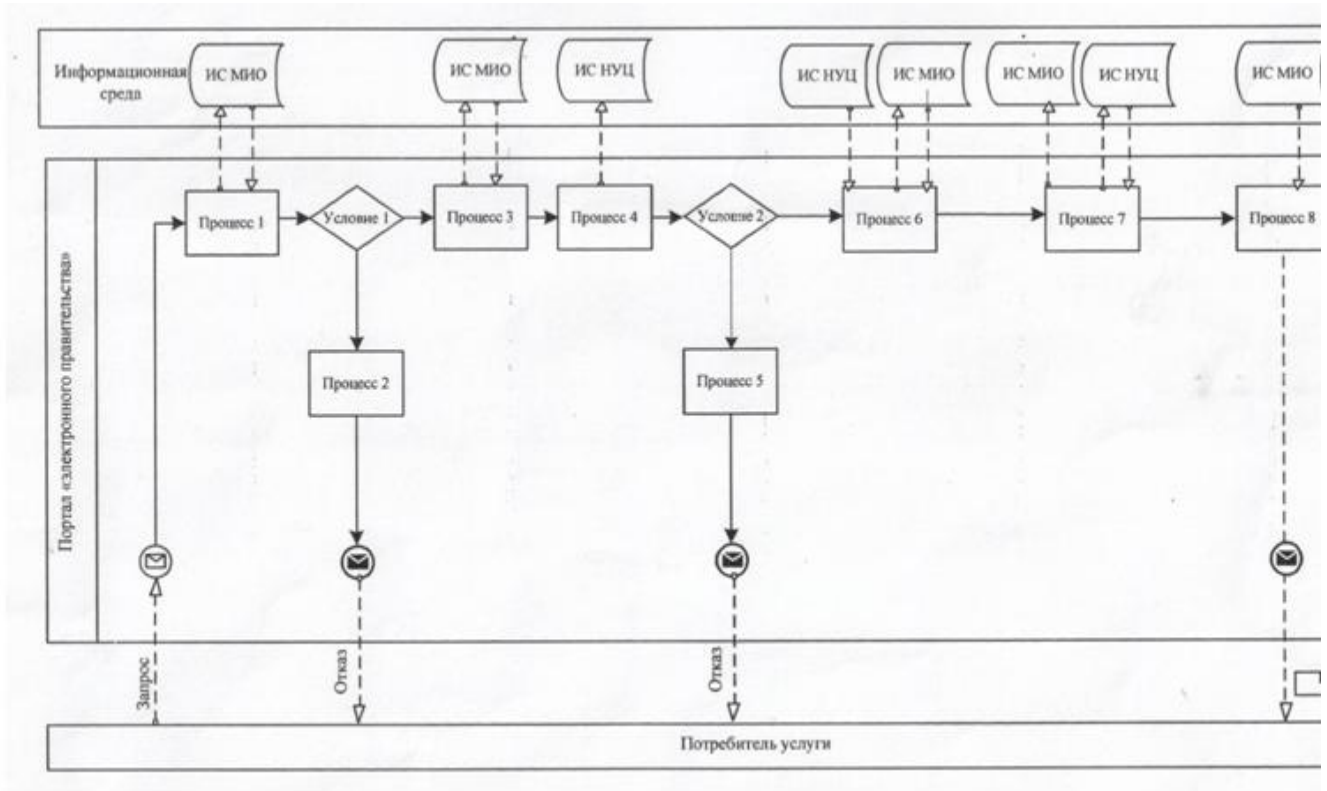 Информационная
среда
ИС МИО
ИС МИО
ИС НУЦ
ИС НУЦ
ИС МИО
ИС МИО
ИС НУЦ
ИС МИО
Портал «электронного правительства»
Процесс 1
Условие 1
Процесс 3
Процесс 4
Условие 2
Процесс 6
Процесс 7
Процесс 8
Процесс 2
Процесс 5
Запрос
Отказ
Отказ
Потребитель услуги